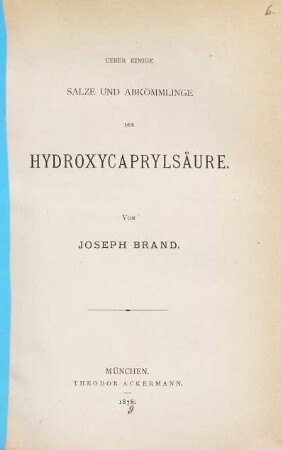 6.
UEBER EINIGE
SALZE UND ABKÖMMLINGE
DER
HYDROXYCAPRYLSÄURE.
VON
JOSEPH BRAND.
MÜNCHEN.
THEODOR ACKERMANN.
1878.
9